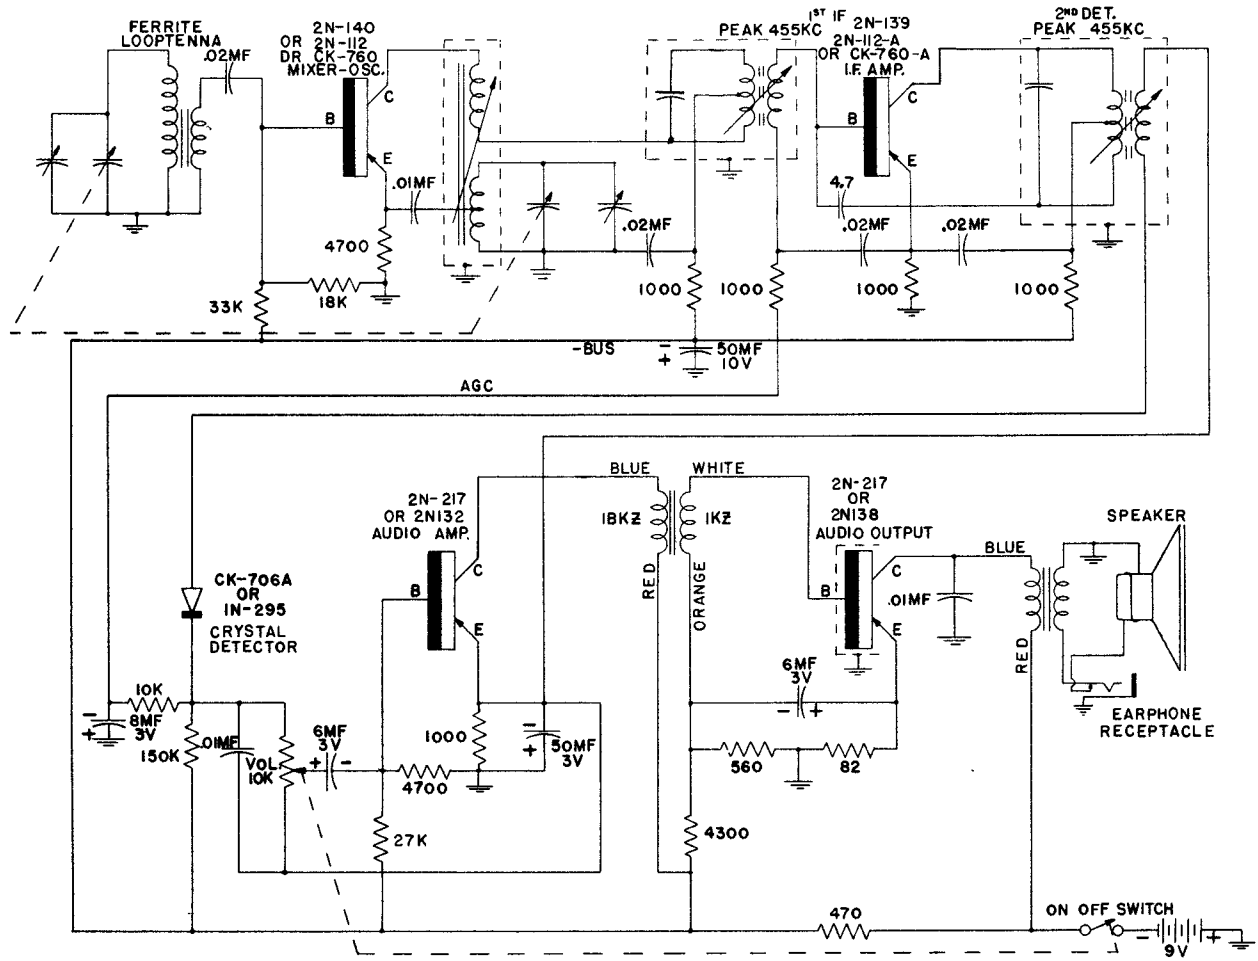 FERRITE
LOOPTENNA
.02MF
2N-140
OR 2N-112
DR CK-760
MIXER-OSC.
B
C
E
.01MF
4700
18K
33K
1ST IF
PEAK 455KC
2N-139
2N-112-A
OR CK-760-A
I.F. AMP.
B
C
E
2ND DET.
PEAK 455KC
4.7
.02MF
.02MF
.02MF
1000
1000
1000
1000
-BUS
-
+
50MF
10V
AGC
BLUE
WHITE
18KZ
1KZ
RED
ORANGE
2N-217
OR 2N132
AUDIO AMP.
B
C
E
2N-217
OR
2N138
AUDIO OUTPUT
B
C
E
BLUE
.01MF
RED
SPEAKER
EARPHONE
RECEPTACLE
CK-706A
OR
IN-295
CRYSTAL
DETECTOR
10K
-
+
8MF
3V
150K
.01MF
VOL.
10K
6MF
3V
+ -
4700
1000
-
+
50MF
3V
27K
6MF
3V
- +
560
82
4300
470
ON OFF SWITCH
- +
9V